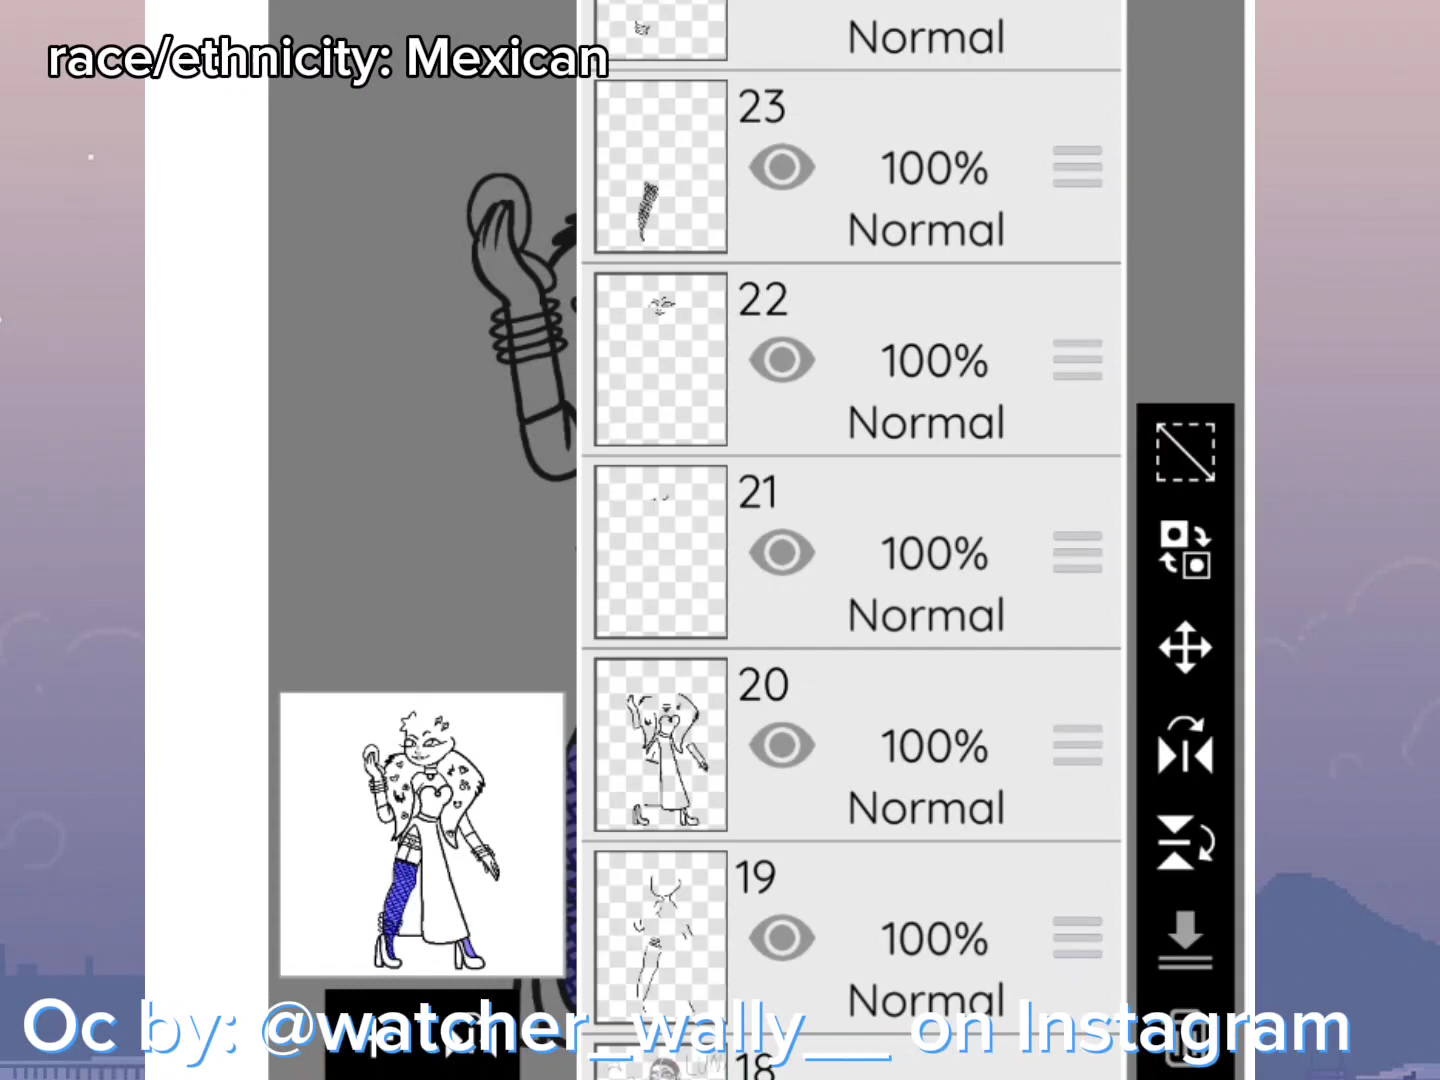 race/ethnicity: Mexican
Normal
23
100%
Normal
22
100%
Normal
21
100%
Normal
20
100%
Normal
19
100%
Normal
Oc by: @watcher_wally__ on Instagram
18